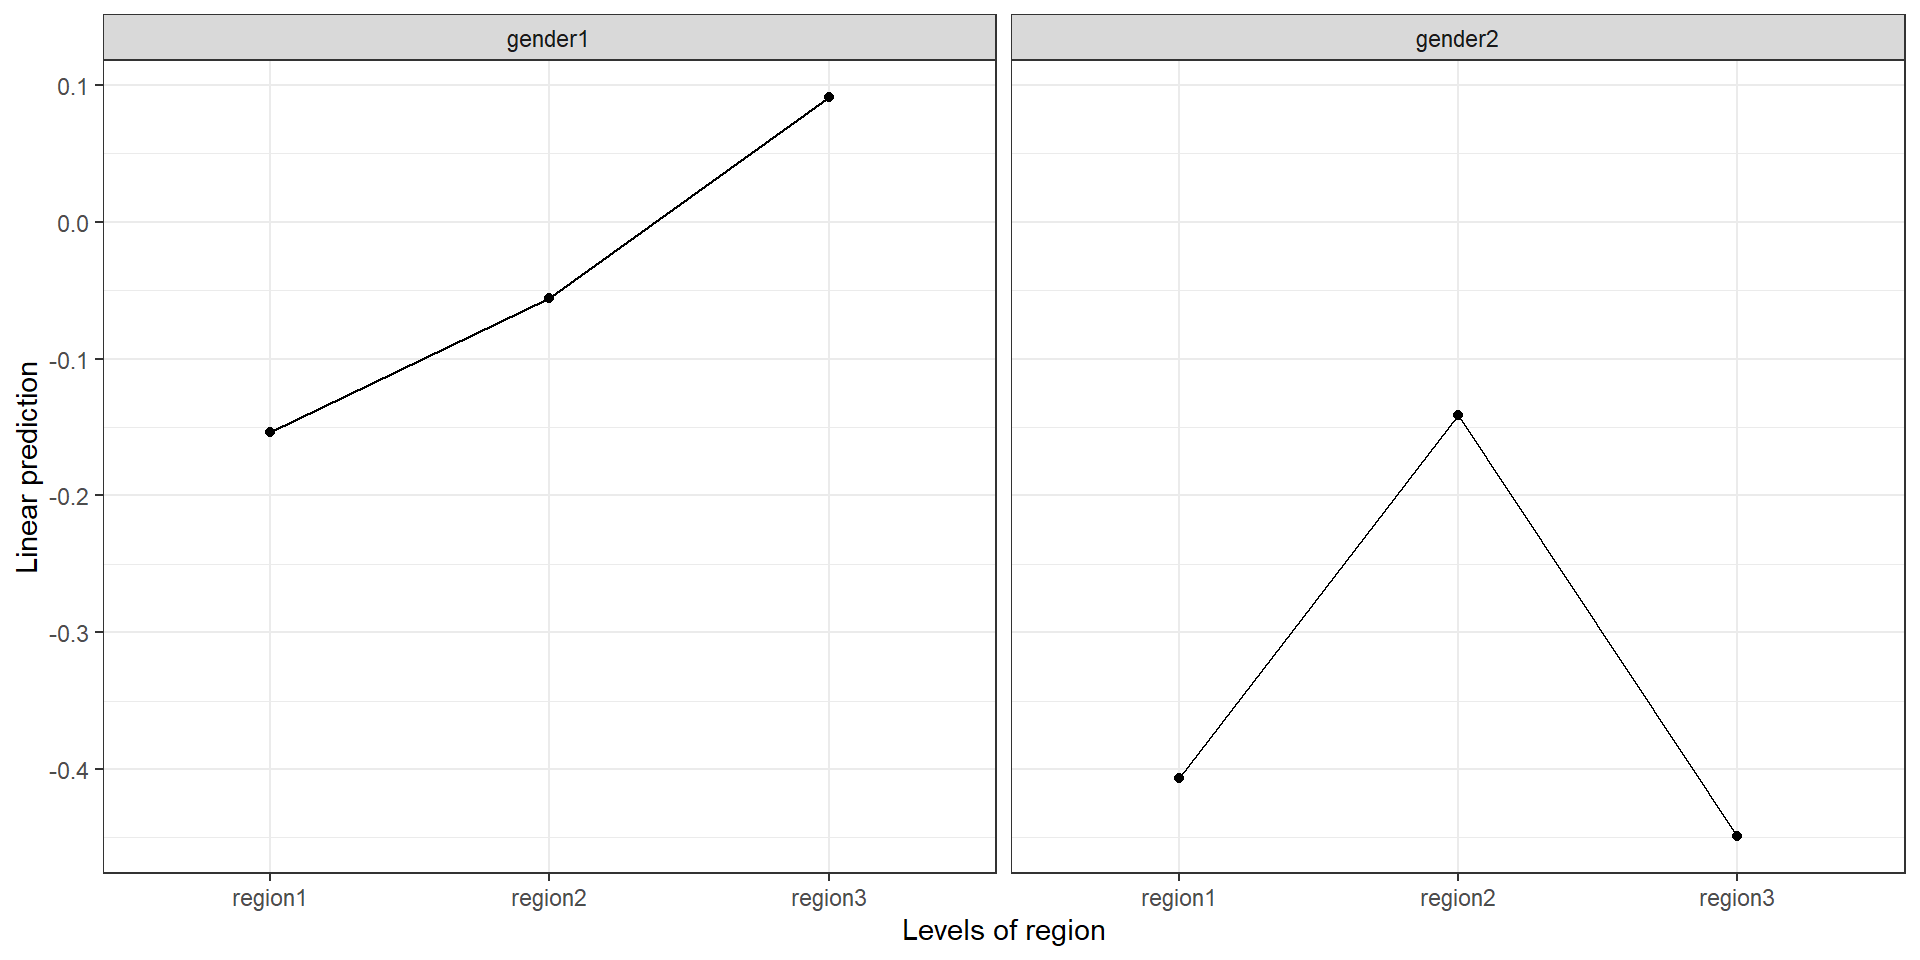 gender1
gender2
0.1
0.0
-0.1
-0.2
-0.3
-0.4
Linear prediction
region1 region2 region3 region1 region2 region3
Levels of region